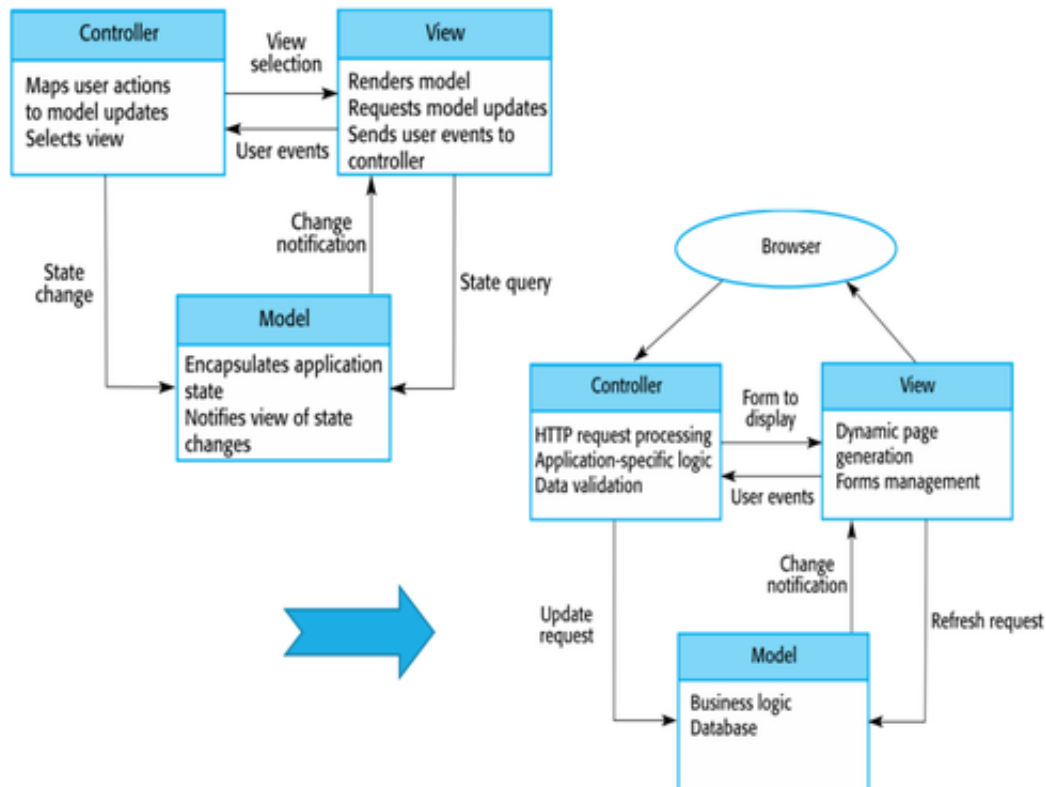 Controller
Maps user actions
to model updates
Selects view
View
selection
User events
View
Renders model
Requests model updates
Sends user events to
controller
State
change
Change
notification
State query
Model
Encapsulates application
state
Notifies view of state
changes
Browser
Controller
HTTP request processing
Application-specific logic
Data validation
Form to
display
User events
View
Dynamic page
generation
Forms management
Update
request
Change
notification
Refresh request
Model
Business logic
Database